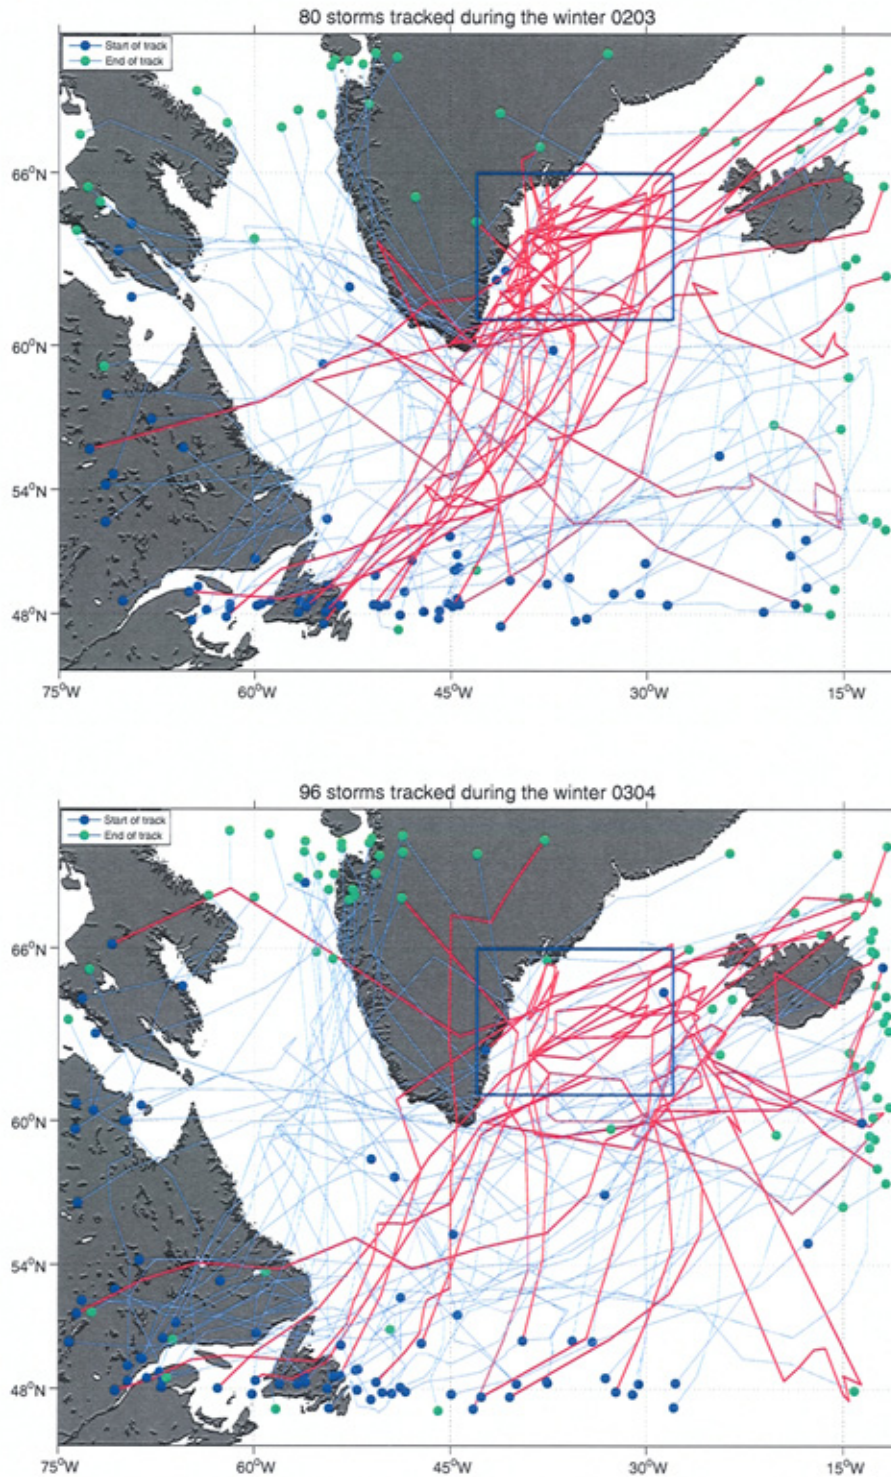 80 storms tracked during the winter 0203
Start of track
End of track
66°N
60°N
54°N
48°N
75°W 60°W 45°W 30°W 15°W
96 storms tracked during the winter 0304
Start of track
End of track
66°N
60°N
54°N
48°N
75°W 60°W 45°W 30°W 15°W